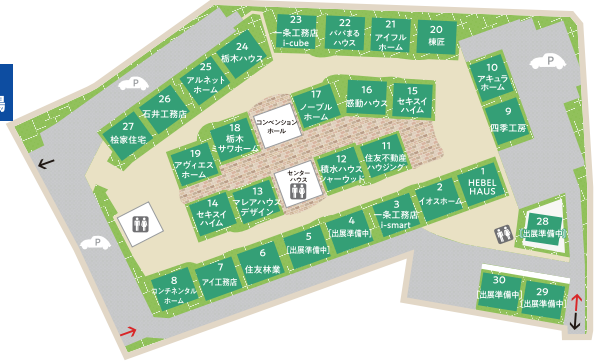 場
23
一条工務店
i-cube
22
パパまる
ハウス
21
アイフル
ホーム
20
棟匠
24
栃木ハウス
25
アルネット
ホーム
26
石井工務店
27
桧家住宅
10
アキュラ
ホーム
9
四季工房
17
ノーブル
ホーム
16
感動ハウス
15
セキスイ
ハイム
コンベンション
ホール
18
栃木
ミサワホーム
19
アヴィエス
ホーム
センター
ハウス
12
積水ハウス
シャーウッド
11
住友不動産
ハウジング
14
セキスイ
ハイム
13
マレアハウス
デザイン
1
HEBEL
HAUS
2
イオスホーム
3
一条工務店
i-smart
4
[出展準備中]
5
[出展準備中]
6
住友林業
7
アイ工務店
8
コンチネンタル
ホーム
28
[出展準備中]
30
[出展準備中]
29
[出展準備中]
P
P
P